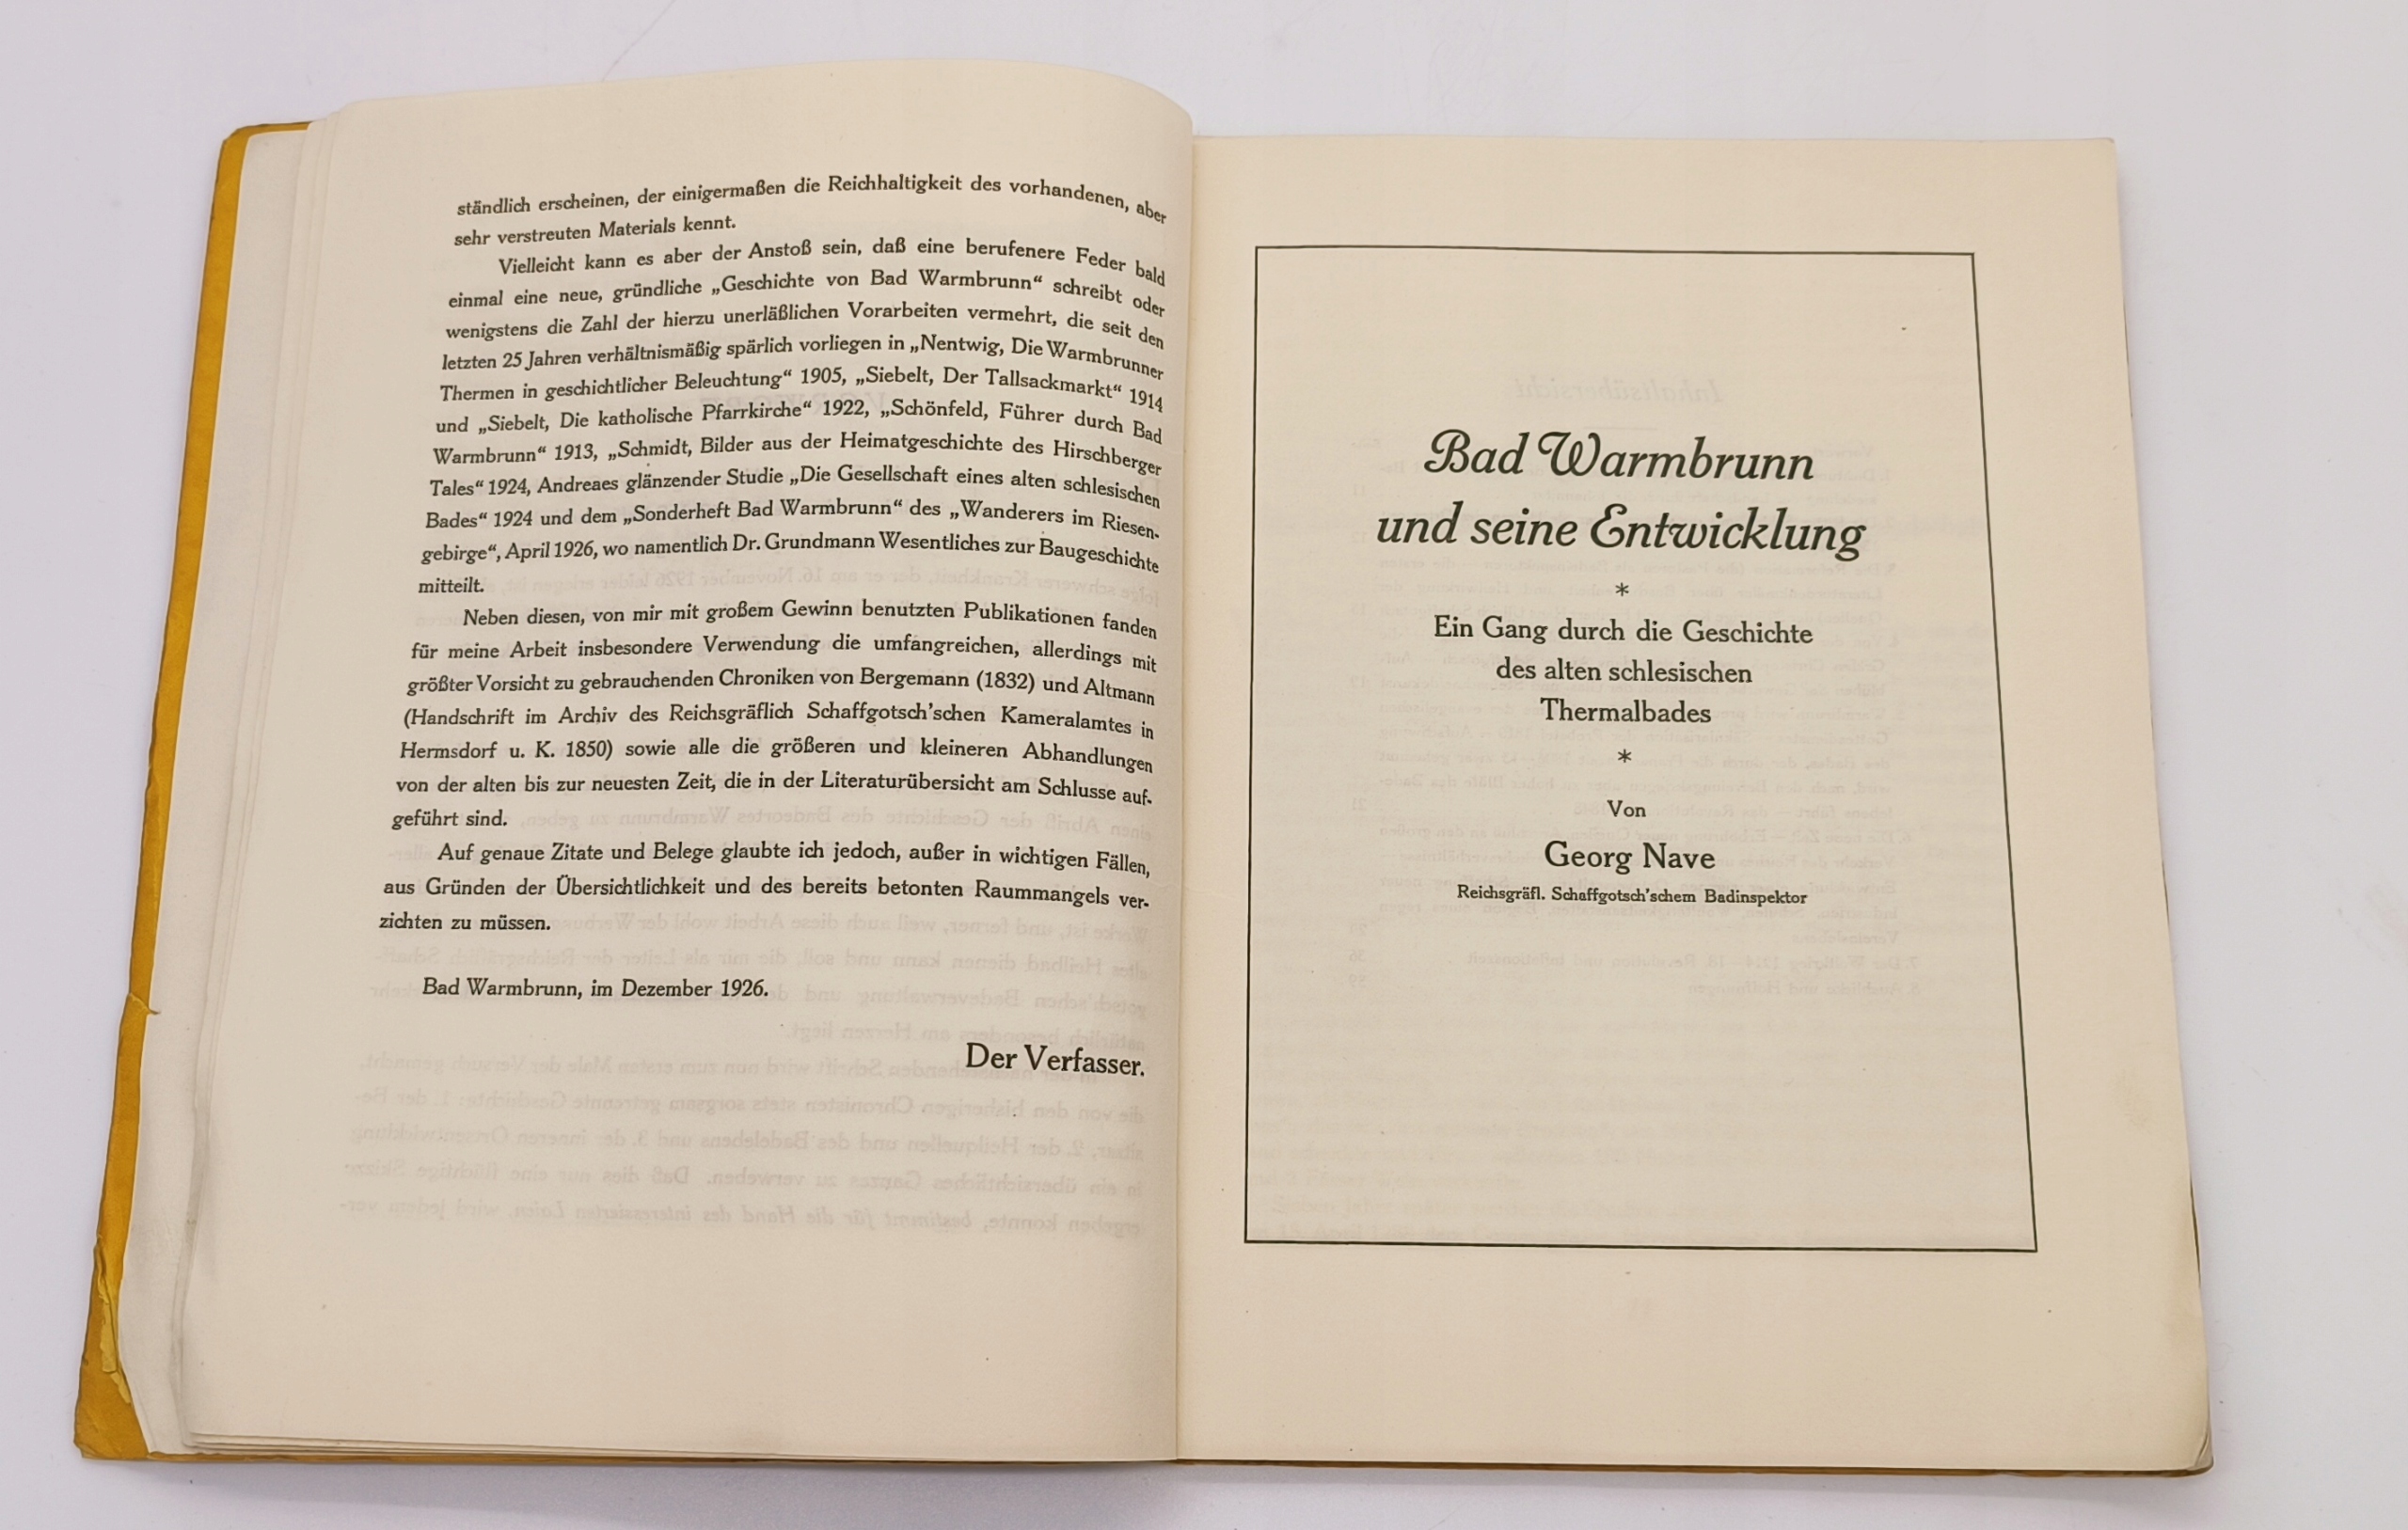 ständlich erscheinen, der einigermaßen die Reichhaltigkeit des vorhandenen, aber
sehr verstreuten Materials kennt.
Vielleicht kann es aber der Anstoß sein, daß eine berufenere Feder bald
einmal eine neue, gründliche „Geschichte von Bad Warmbrunn“ schreibt oder
wenigstens die Zahl der hierzu unerläßlichen Vorarbeiten vermehrt, die seit den
letzten 25 Jahren verhältnismäßig spärlich vorliegen in „Nentwig, Die Warmbrunner
Thermen in geschichtlicher Beleuchtung“ 1905, „Siebelt, Der Tallsackmarkt“ 1914
und „Siebelt, Die katholische Pfarrkirche“ 1922, „Schönfeld, Führer durch Bad
Warmbrunn“ 1913, „Schmidt, Bilder aus der Heimatgeschichte des Hirschberger
Tales“ 1924, Andreaes glänzender Studie „Die Gesellschaft eines alten schlesischen
Bades“ 1924 und dem „Sonderheft Bad Warmbrunn“ des „Wanderers im Riesen-
gebirge“, April 1926, wo namentlich Dr. Grundmann Wesentliches zur Baugeschichte
mitteilt.
Neben diesen, von mir mit großem Gewinn benutzten Publikationen fanden
für meine Arbeit insbesondere Verwendung die umfangreichen, allerdings mit
größter Vorsicht zu gebrauchenden Chroniken von Bergemann (1832) und Altmann
(Handschrift im Archiv des Reichsgräflich Schaffgotsch'schen Kameralamtes in
Hermsdorf u. K. 1850) sowie alle die größeren und kleineren Abhandlungen
von der alten bis zur neuesten Zeit, die in der Literaturübersicht am Schlusse auf-
geführt sind.
Auf genaue Zitate und Belege glaubte ich jedoch, außer in wichtigen Fällen,
aus Gründen der Übersichtlichkeit und des bereits betonten Raummangels ver-
zichten zu müssen.
Bad Warmbrunn, im Dezember 1926.
Der Verfasser.
Bad Warmbrunn
und seine Entwicklung
*
Ein Gang durch die Geschichte
des alten schlesischen
Thermalbades
*
Von
Georg Nave
Reichsgräfl. Schaffgotsch'schem Badinspektor